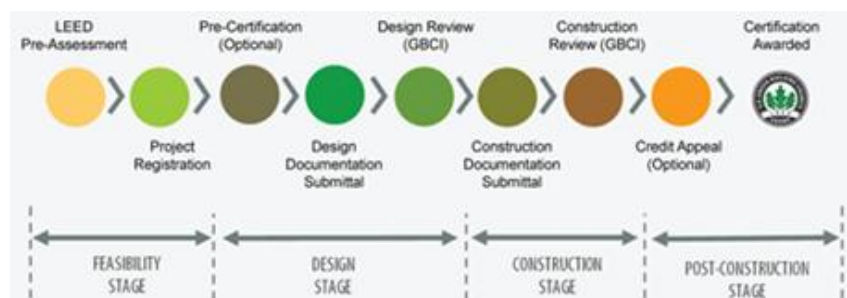 LEED
Pre-Assessment
Pre-Certification
(Optional)
Design Review
(GBCI)
Construction
Review (GBCI)
Certification
Awarded
Project
Registration
Design
Documentation
Submittal
Construction
Documentation
Submittal
Credit Appeal
(Optional)
FEASIBILITY
STAGE
DESIGN
STAGE
CONSTRUCTION
STAGE
POST-CONSTRUCTION
STAGE